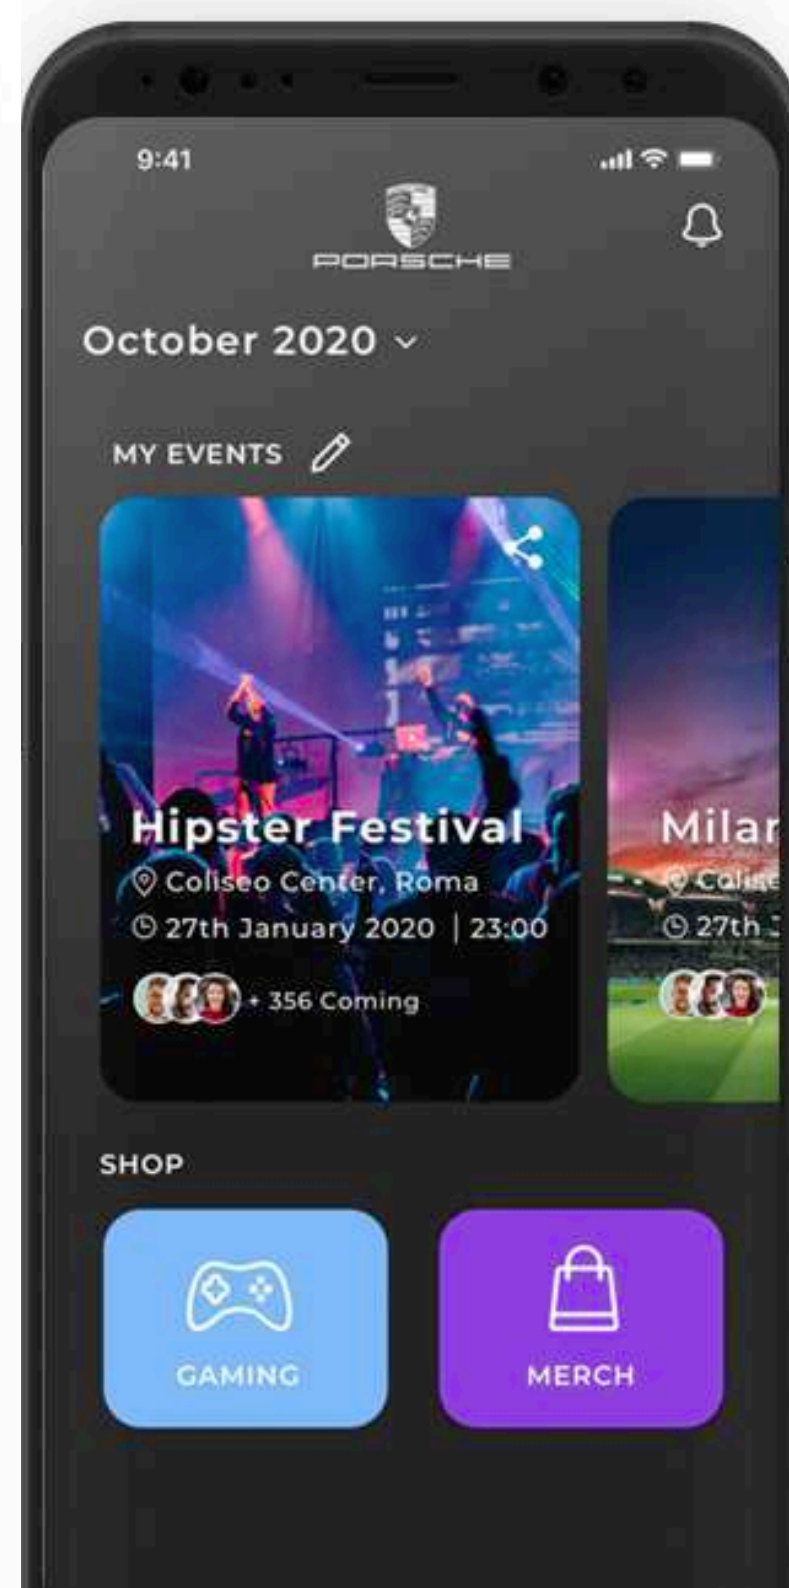 9:41
PORSCHE
October 2020
MY EVENTS
Hipster Festival
Coliseo Center, Roma
27th January 2020 | 23:00
+ 356 Coming
Milan
27th
SHOP
GAMING
MERCH